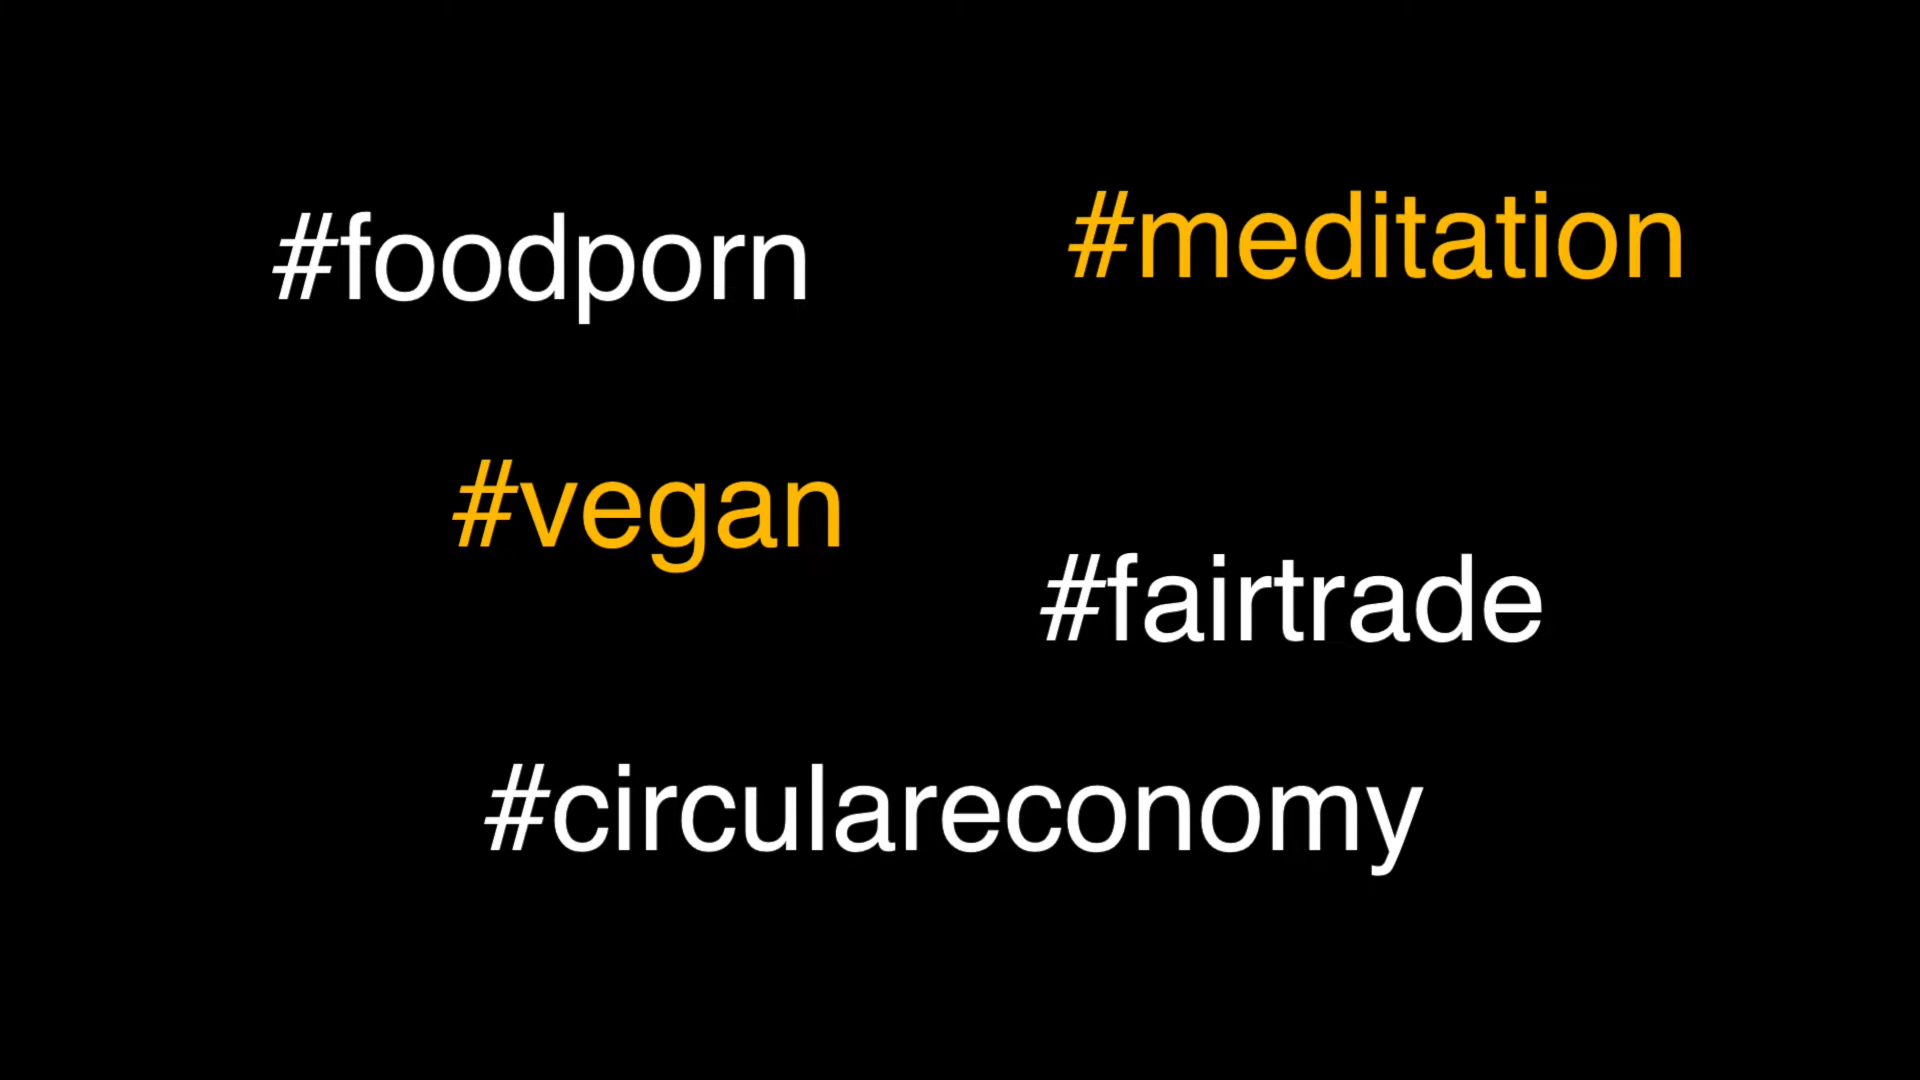 #foodporn
#meditation
#vegan
#fairtrade
#circulareconomy